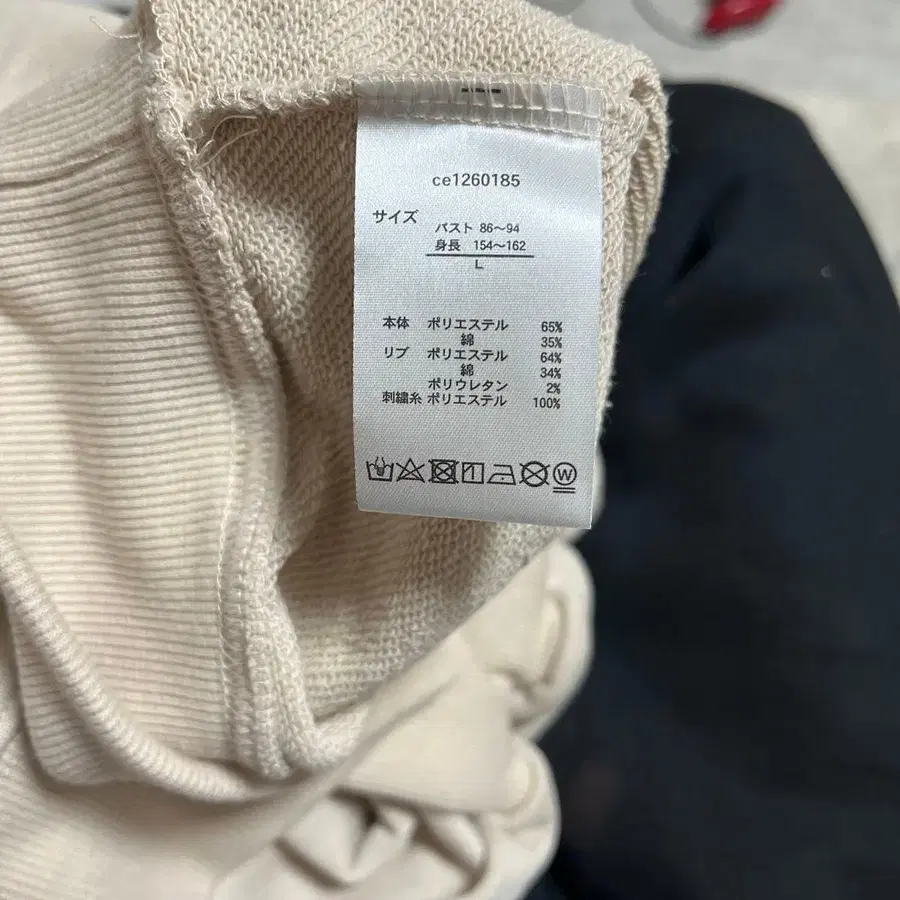 ce1260185
サイズ
バスト 86～94
身長 154～162
L
本体 ポリエステル 65%
綿 35%
リブ ポリエステル 64%
綿 34%
ポリウレタン 2%
刺繍糸 ポリエステル 100%
W